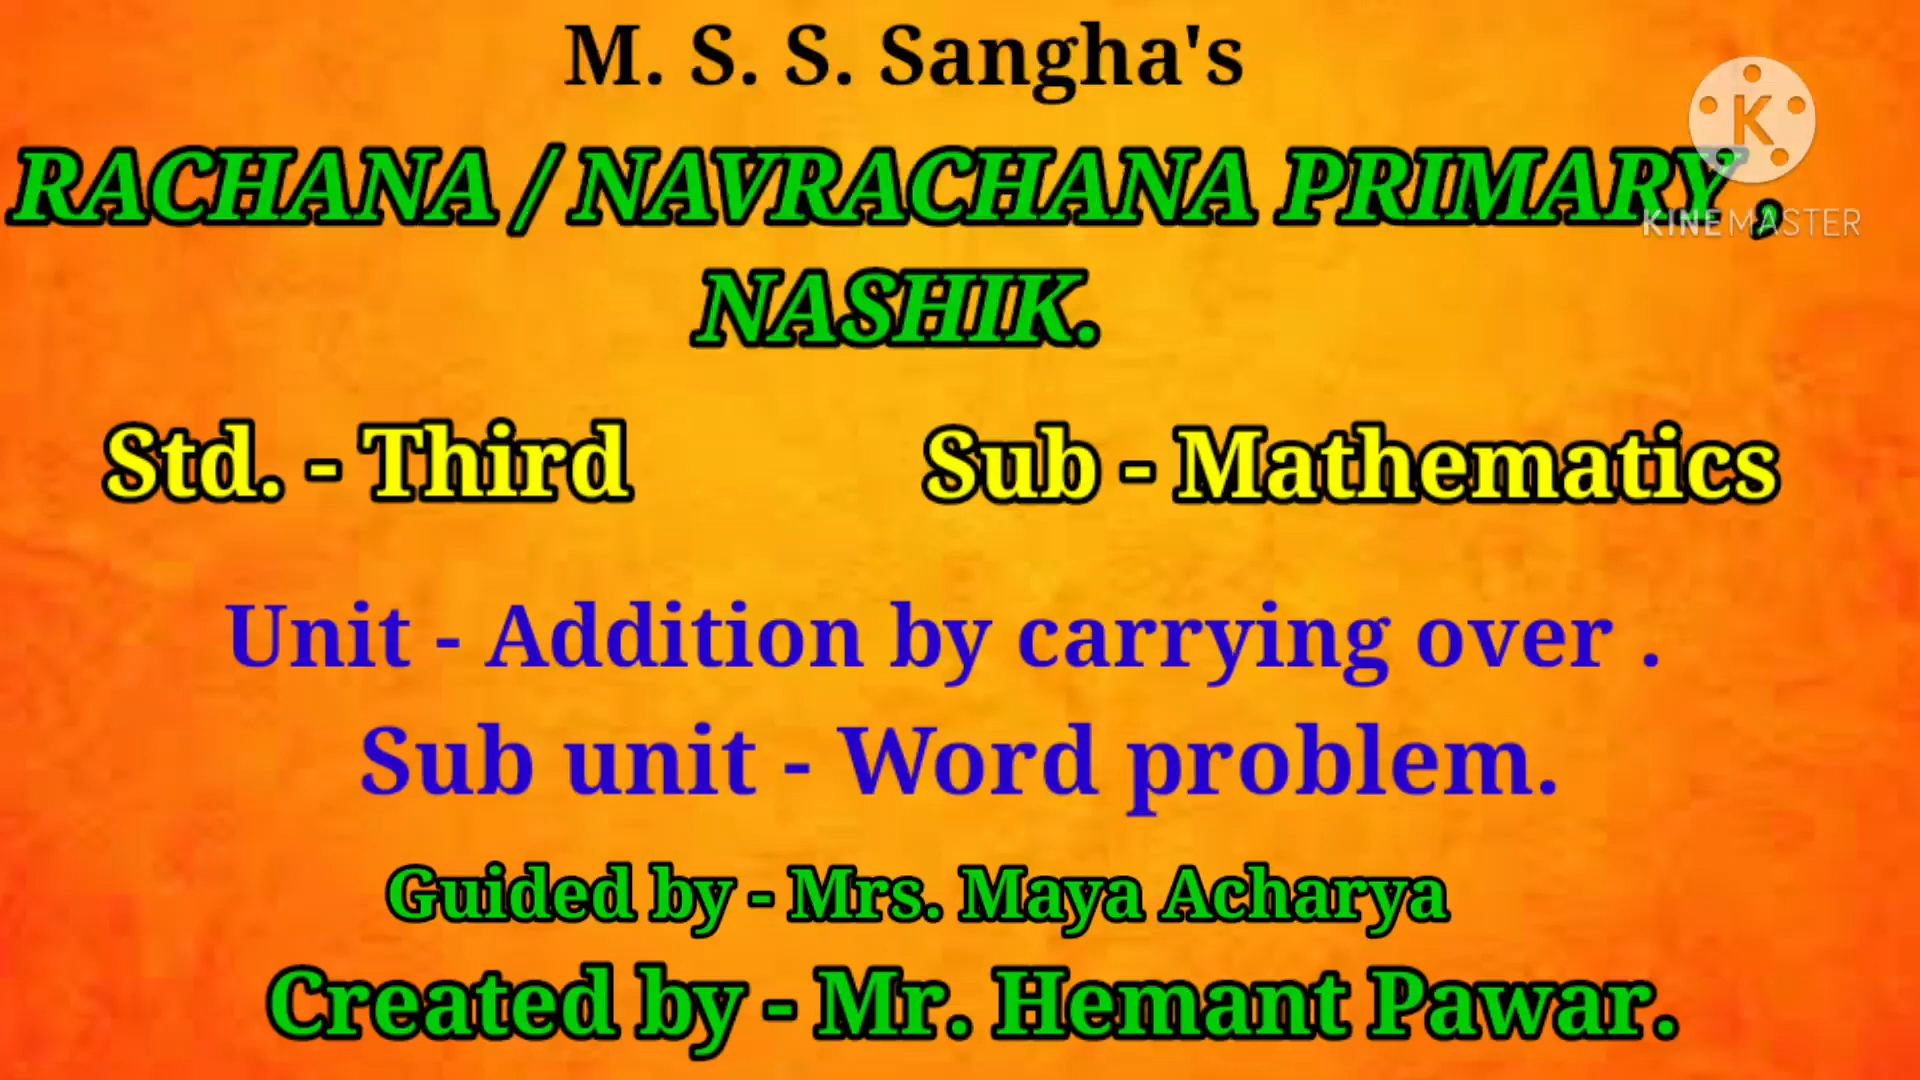 M. S. S. Sangha's
RACHANA / NAVRACHANA PRIMARY ,
NASHIK.
Std. - Third Sub - Mathematics
Unit - Addition by carrying over .
Sub unit - Word problem.
Guided by - Mrs. Maya Acharya
Created by - Mr. Hemant Pawar.
K
KINEMASTER